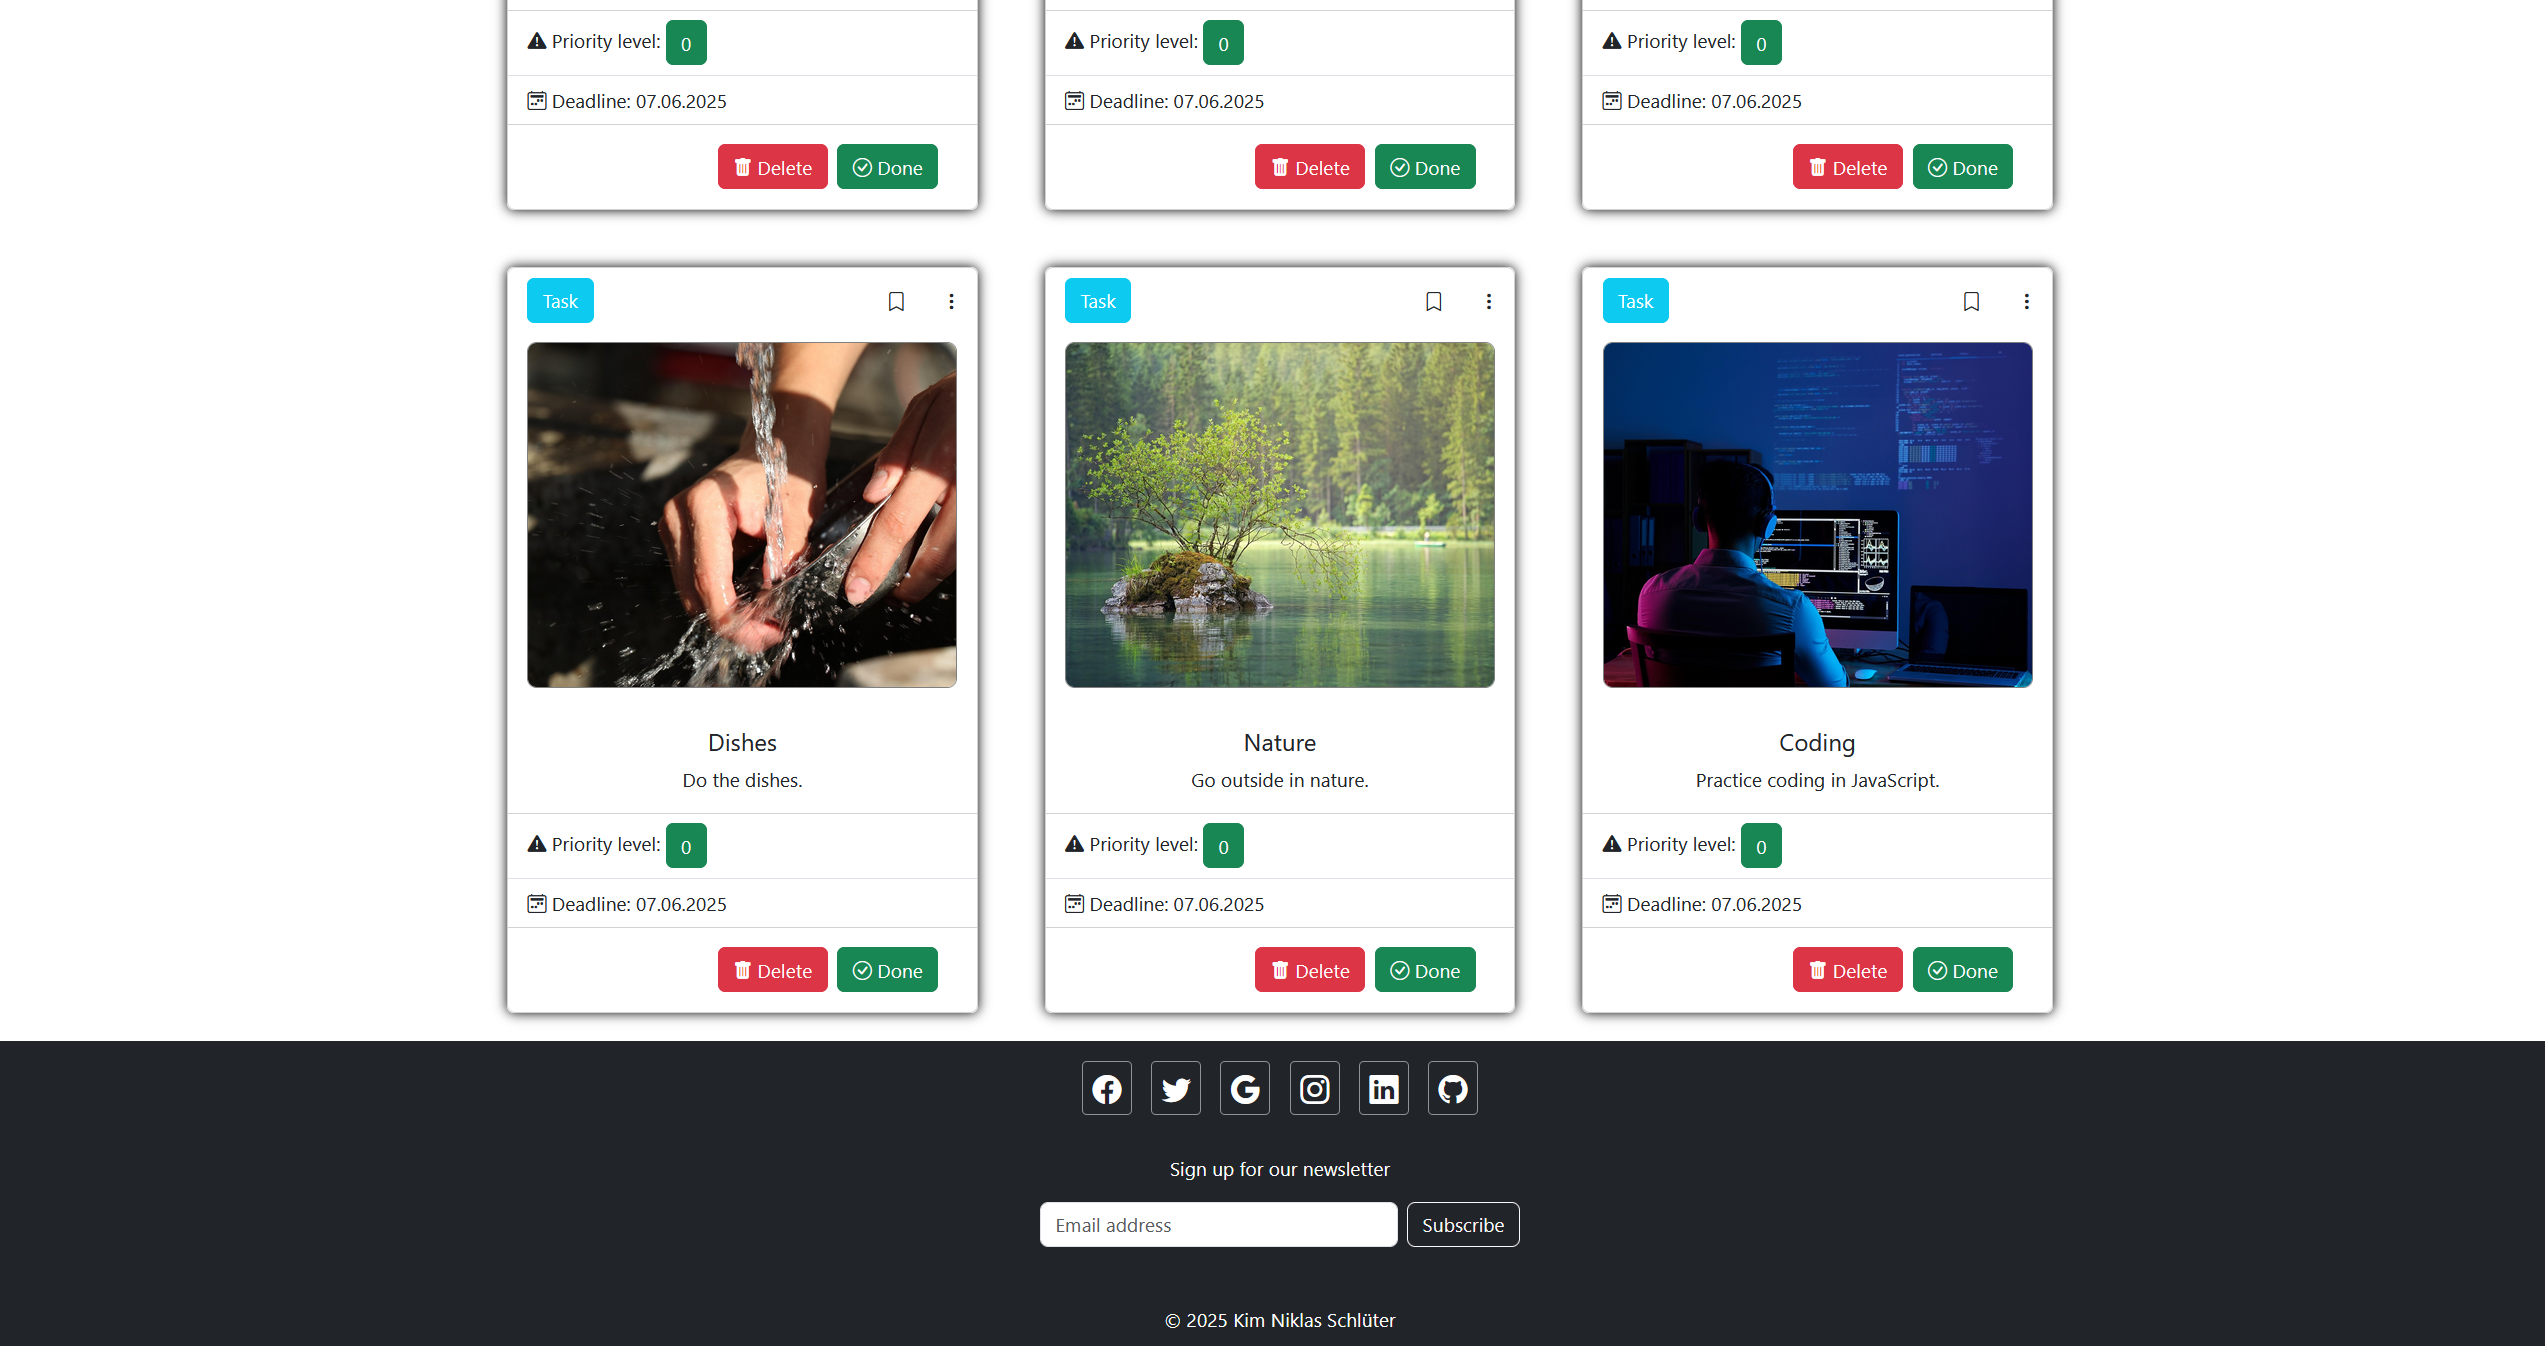 Priority level: 0
Priority level: 0
Priority level: 0
Deadline: 07.06.2025
Deadline: 07.06.2025
Deadline: 07.06.2025
Delete
Done
Delete
Done
Delete
Done
Task
Task
Task
Dishes
Nature
Coding
Do the dishes.
Go outside in nature.
Practice coding in JavaScript.
Priority level: 0
Priority level: 0
Priority level: 0
Deadline: 07.06.2025
Deadline: 07.06.2025
Deadline: 07.06.2025
Delete
Done
Delete
Done
Delete
Done
Sign up for our newsletter
Email address
Subscribe
© 2025 Kim Niklas Schlüter